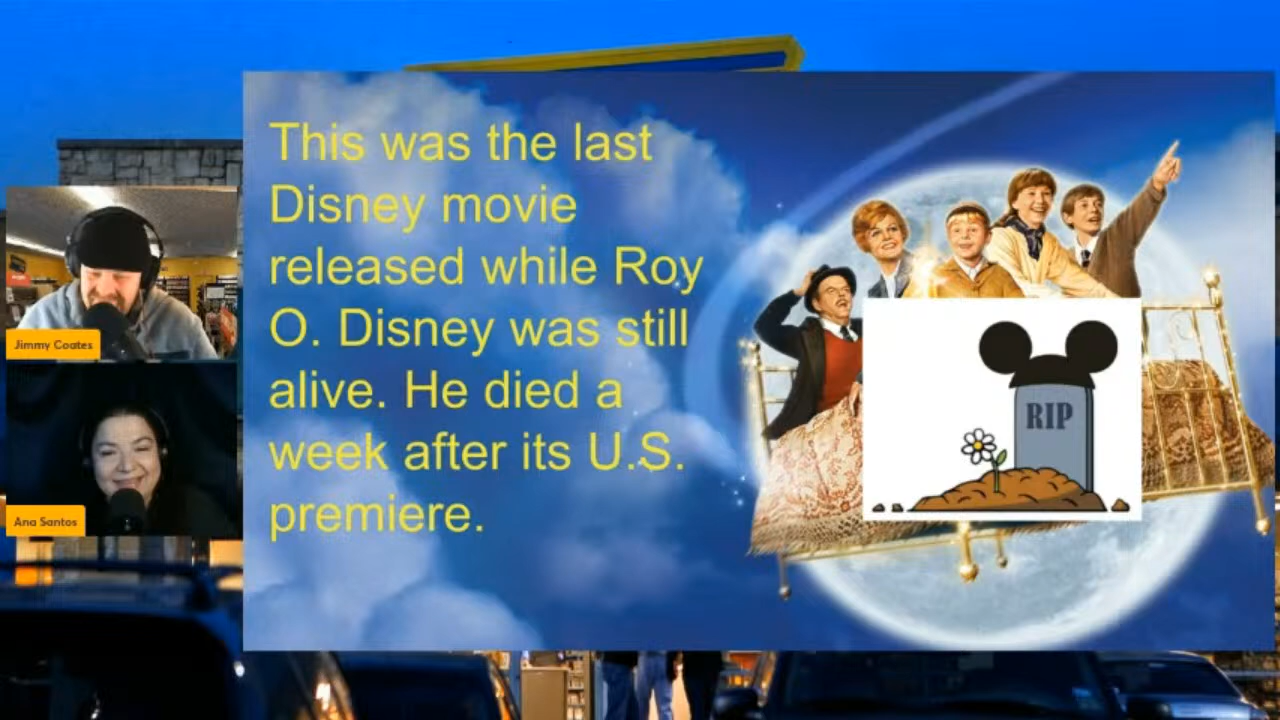 This was the last
Disney movie
released while Roy
O. Disney was still
alive. He died a
week after its U.S.
premiere.
RIP
Jimmy Coates
Ana Santos